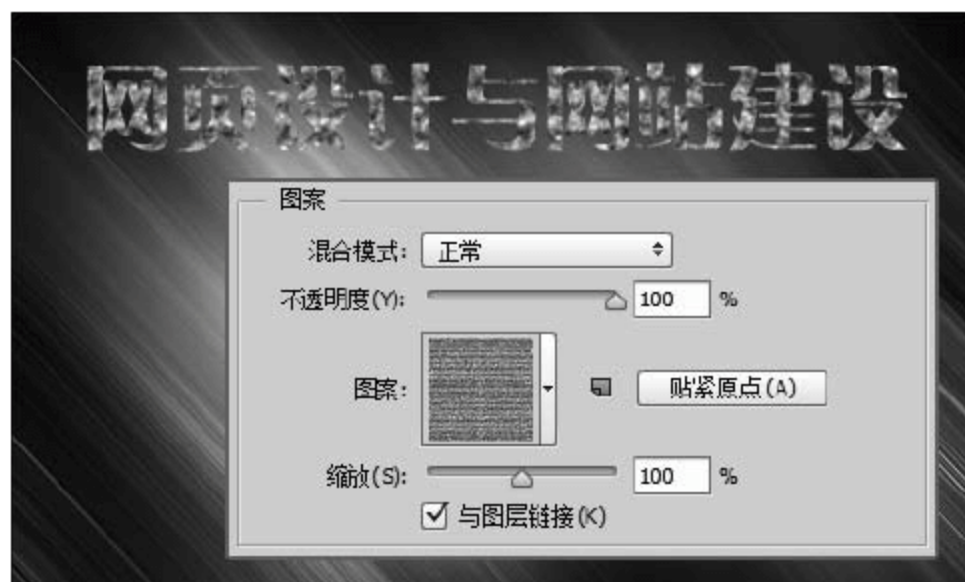 网页设计与网站建设
图案
混合模式: 正常
不透明度(Y): 100 %
图案: 贴紧原点(A)
缩放(S): 100 %
与图层链接(K)